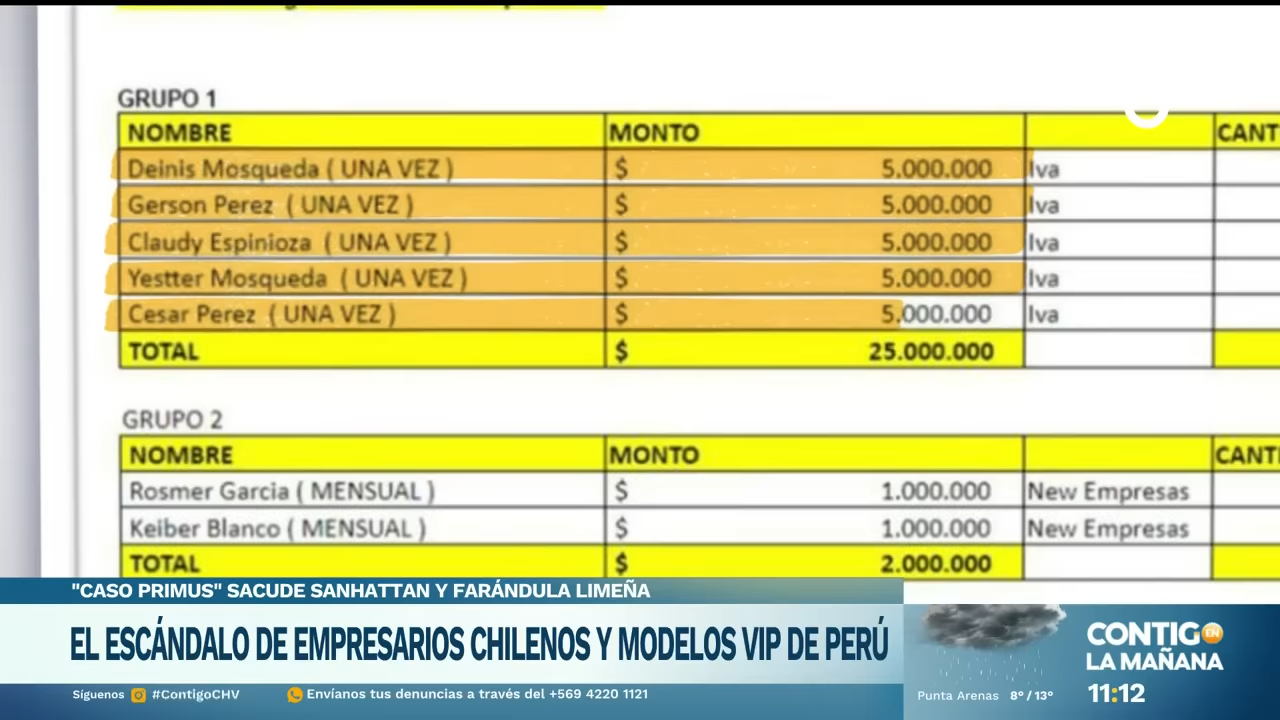 GRUPO 1
NOMBRE MONTO CANT
Deinis Mosqueda ( UNA VEZ ) $ 5.000.000 Iva
Gerson Perez ( UNA VEZ ) $ 5.000.000 Iva
Claudy Espinioza ( UNA VEZ ) $ 5.000.000 Iva
Yestter Mosqueda ( UNA VEZ ) $ 5.000.000 Iva
Cesar Perez ( UNA VEZ ) $ 5.000.000 Iva
TOTAL $ 25.000.000
GRUPO 2
NOMBRE MONTO CANT
Rosmer Garcia ( MENSUAL ) $ 1.000.000 New Empresas
Keiber Blanco ( MENSUAL ) $ 1.000.000 New Empresas
TOTAL $ 2.000.000
"CASO PRIMUS" SACUDE SANHATTAN Y FARÁNDULA LIMEÑA
EL ESCÁNDALO DE EMPRESARIOS CHILENOS Y MODELOS VIP DE PERÚ
CONTIGO EN
LA MAÑANA
Síguenos #ContigoCHV Envíanos tus denuncias a través del +569 4220 1121
Punta Arenas 8° / 13°
11:12